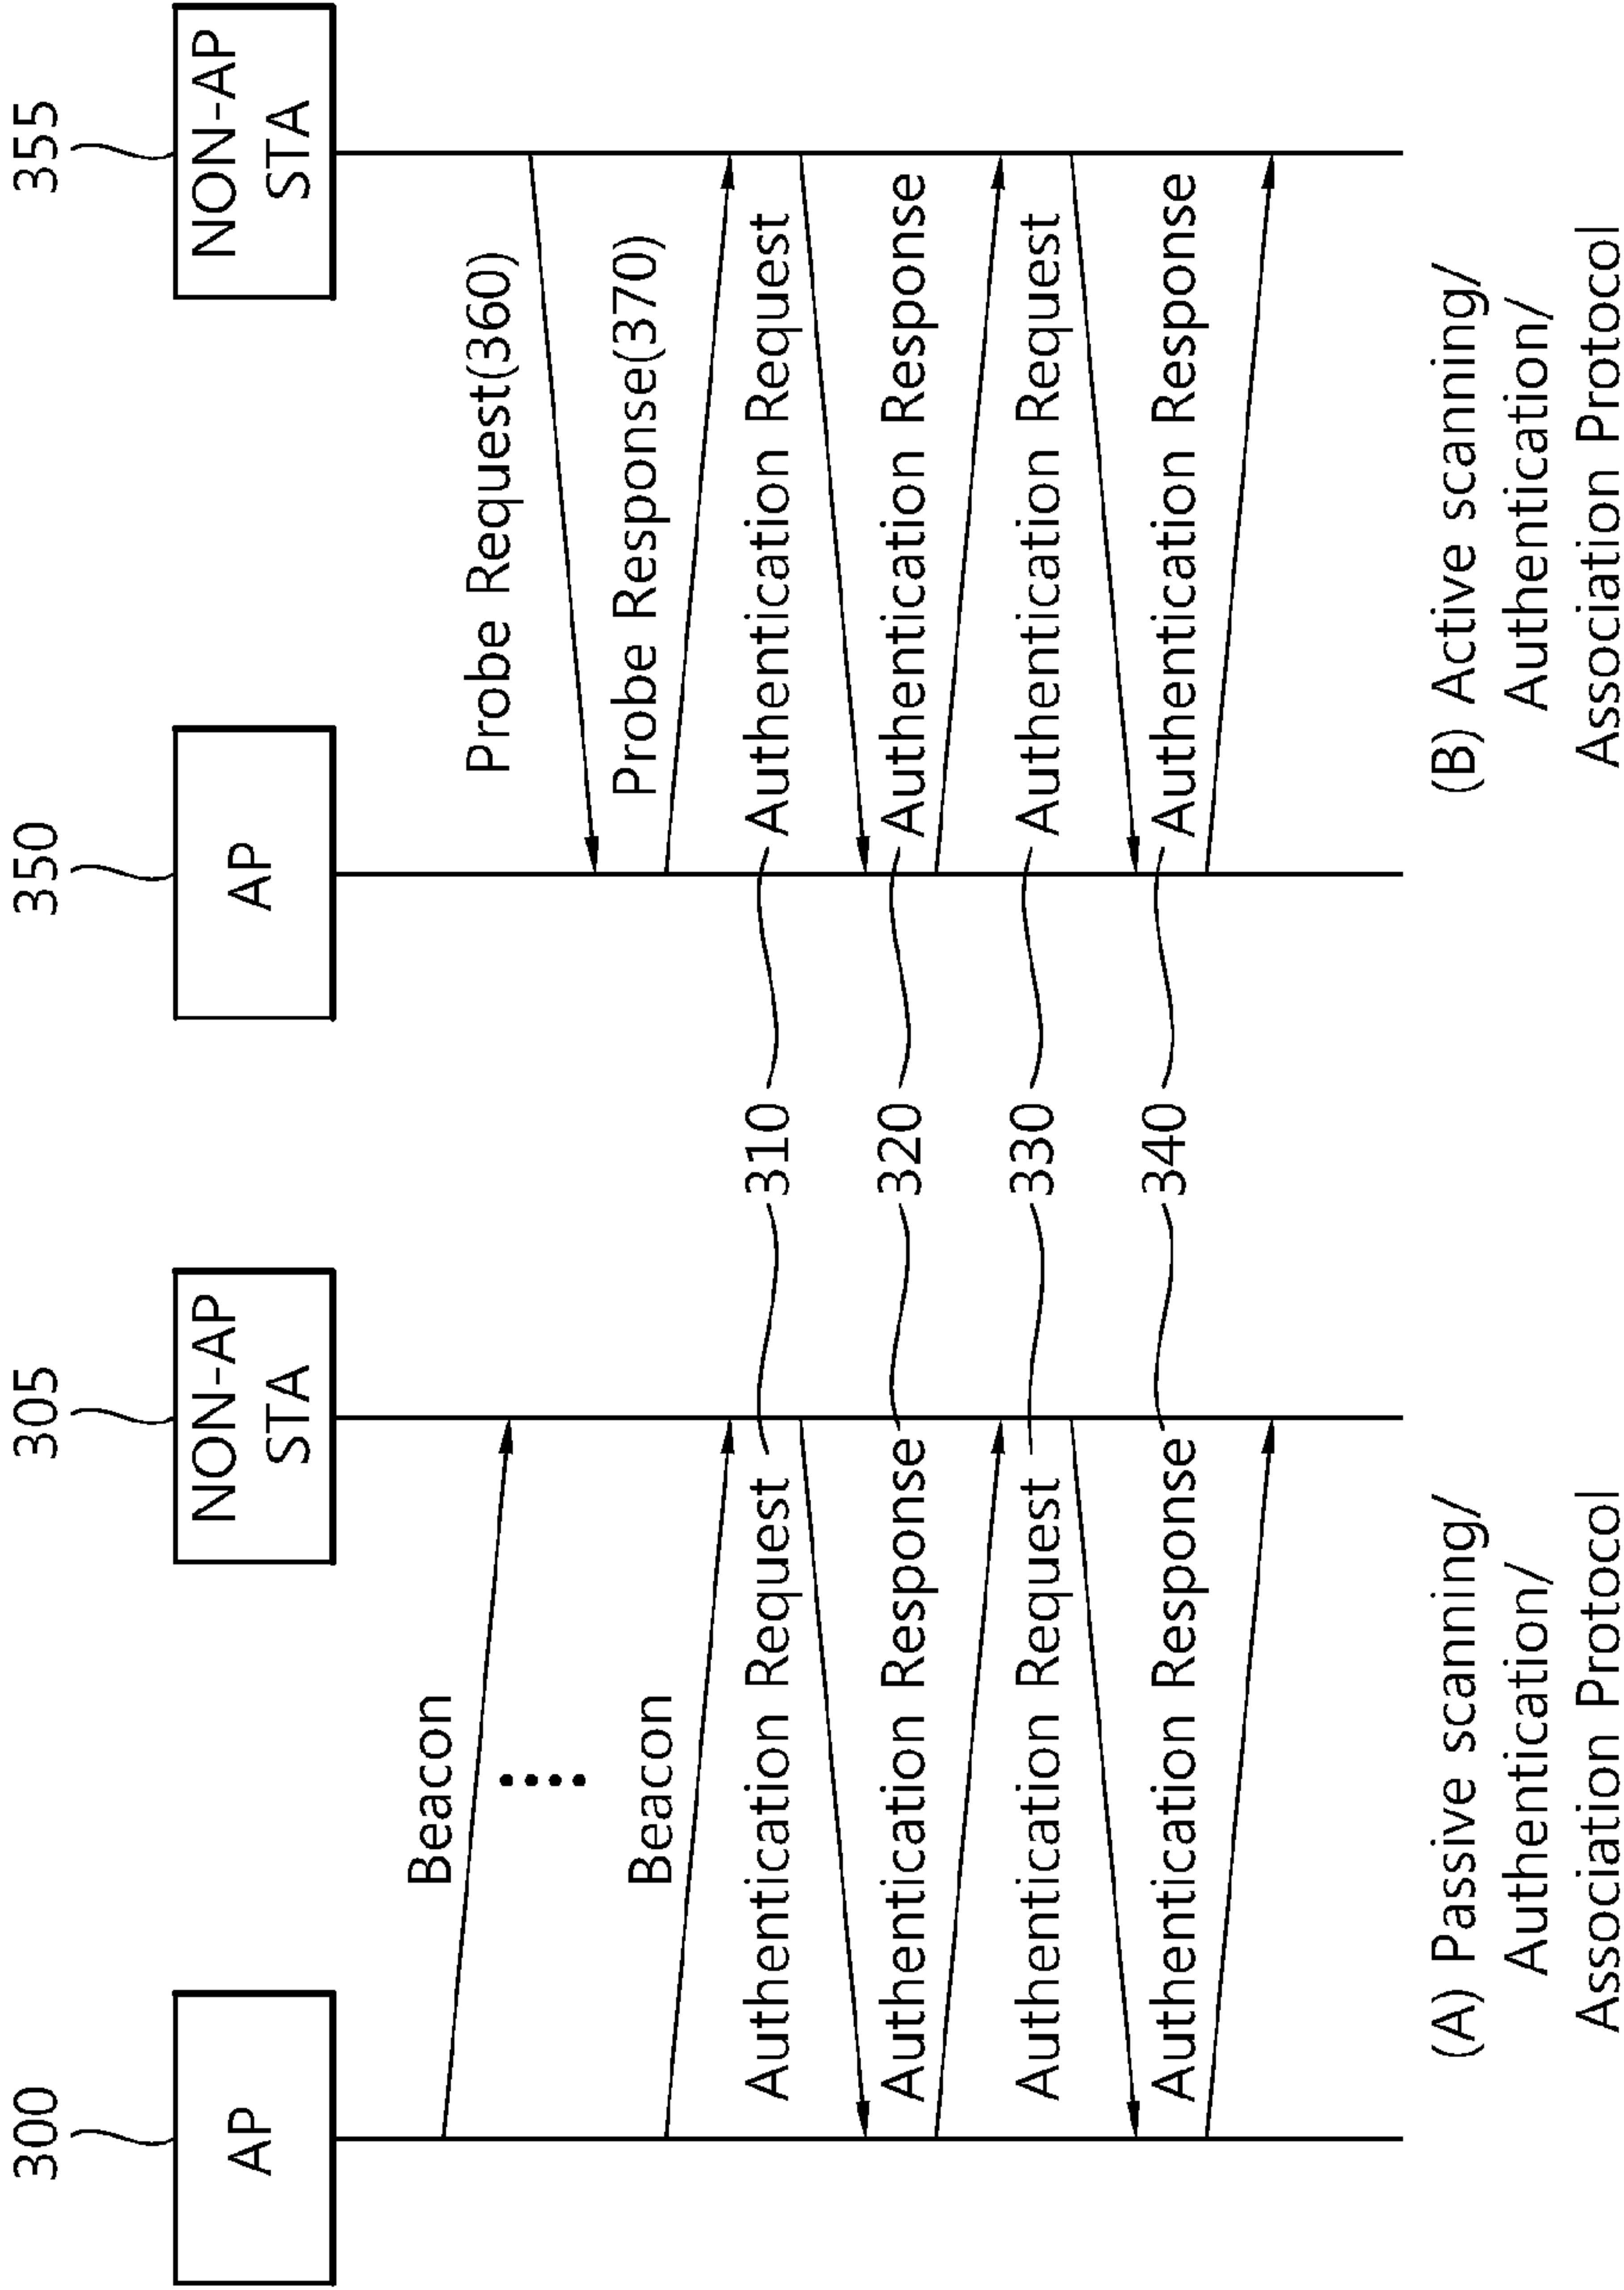 300
305
350
355
AP
NON-AP
STA
AP
NON-AP
STA
Beacon
Beacon
Probe Request(360)
Probe Response(370)
Authentication Request
310
Authentication Request
Authentication Response
320
Authentication Response
Authentication Request
330
Authentication Request
Authentication Response
340
Authentication Response
(A) Passive scanning/
Authentication/
Association Protocol
(B) Active scanning/
Authentication/
Association Protocol